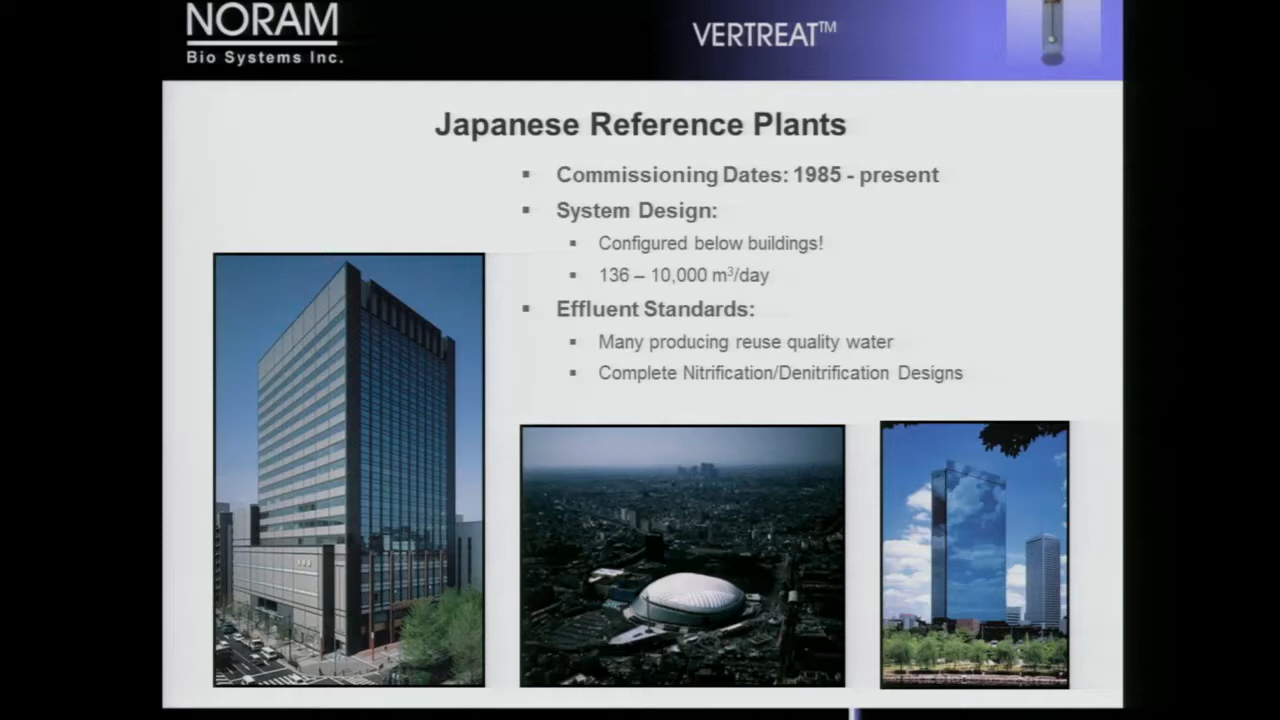 NORAM
Bio Systems Inc.
VERTREAT™
Japanese Reference Plants
▪ Commissioning Dates: 1985 - present
▪ System Design:
▪ Configured below buildings!
▪ 136 – 10,000 m³/day
▪ Effluent Standards:
▪ Many producing reuse quality water
▪ Complete Nitrification/Denitrification Designs